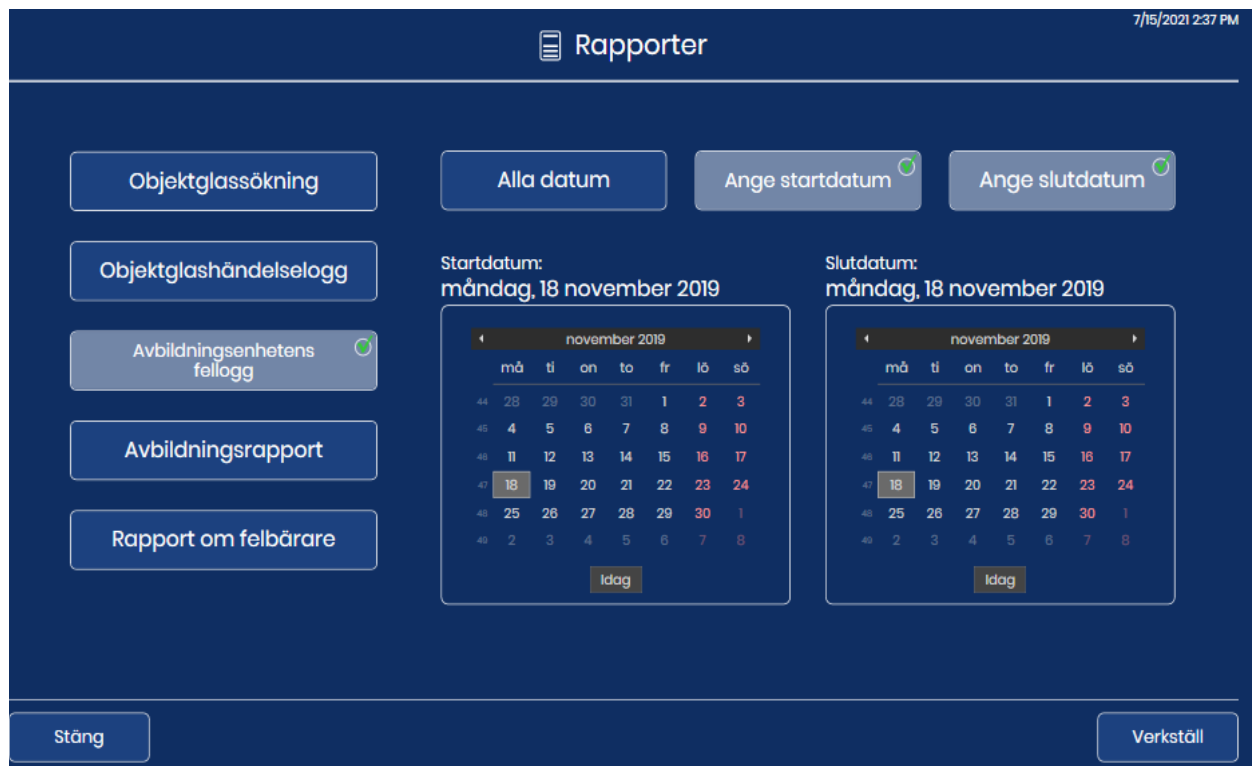 7/15/2021 2:37 PM
Rapporter
Objektglassökning
Objektglashändelselogg
Avbildningsenhetens
fellogg
Avbildningsrapport
Rapport om felbärare
Alla datum
Ange startdatum
Ange slutdatum
Startdatum:
måndag, 18 november 2019
november 2019
må ti on to fr lö sö
44 28 29 30 31 1 2 3
45 4 5 6 7 8 9 10
46 11 12 13 14 15 16 17
47 18 19 20 21 22 23 24
48 25 26 27 28 29 30 1
49 2 3 4 5 6 7 8
Idag
Slutdatum:
måndag, 18 november 2019
november 2019
må ti on to fr lö sö
44 28 29 30 31 1 2 3
45 4 5 6 7 8 9 10
46 11 12 13 14 15 16 17
47 18 19 20 21 22 23 24
48 25 26 27 28 29 30 1
49 2 3 4 5 6 7 8
Idag
Stäng
Verkställ